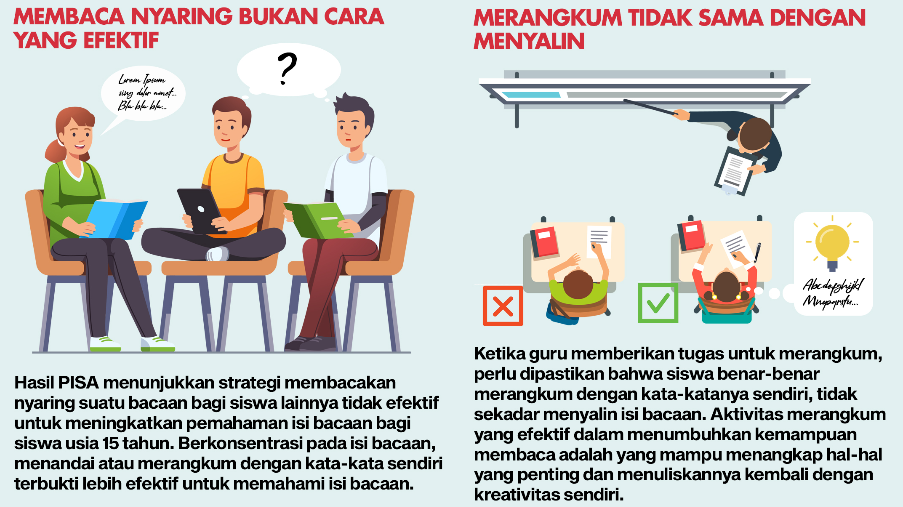 MEMBACA NYARING BUKAN CARA
YANG EFEKTIF
Lorem Ipsum
sing dolor
Bla bla bla...
?
Hasil PISA menunjukkan strategi membacakan
nyaring suatu bacaan bagi siswa lainnya tidak efektif
untuk meningkatkan pemahaman isi bacaan bagi
siswa usia 15 tahun. Berkonsentrasi pada isi bacaan,
menandai atau merangkum dengan kata-kata sendiri
terbukti lebih efektif untuk memahami isi bacaan.
MERANGKUM TIDAK SAMA DENGAN
MENYALIN
Abcdefghijkl
Mnopqrstu...
Ketika guru memberikan tugas untuk merangkum,
perlu dipastikan bahwa siswa benar-benar
merangkum dengan kata-katanya sendiri, tidak
sekadar menyalin isi bacaan. Aktivitas merangkum
yang efektif dalam menumbuhkan kemampuan
membaca adalah yang mampu menangkap hal-hal
yang penting dan menuliskannya kembali dengan
kreativitas sendiri.